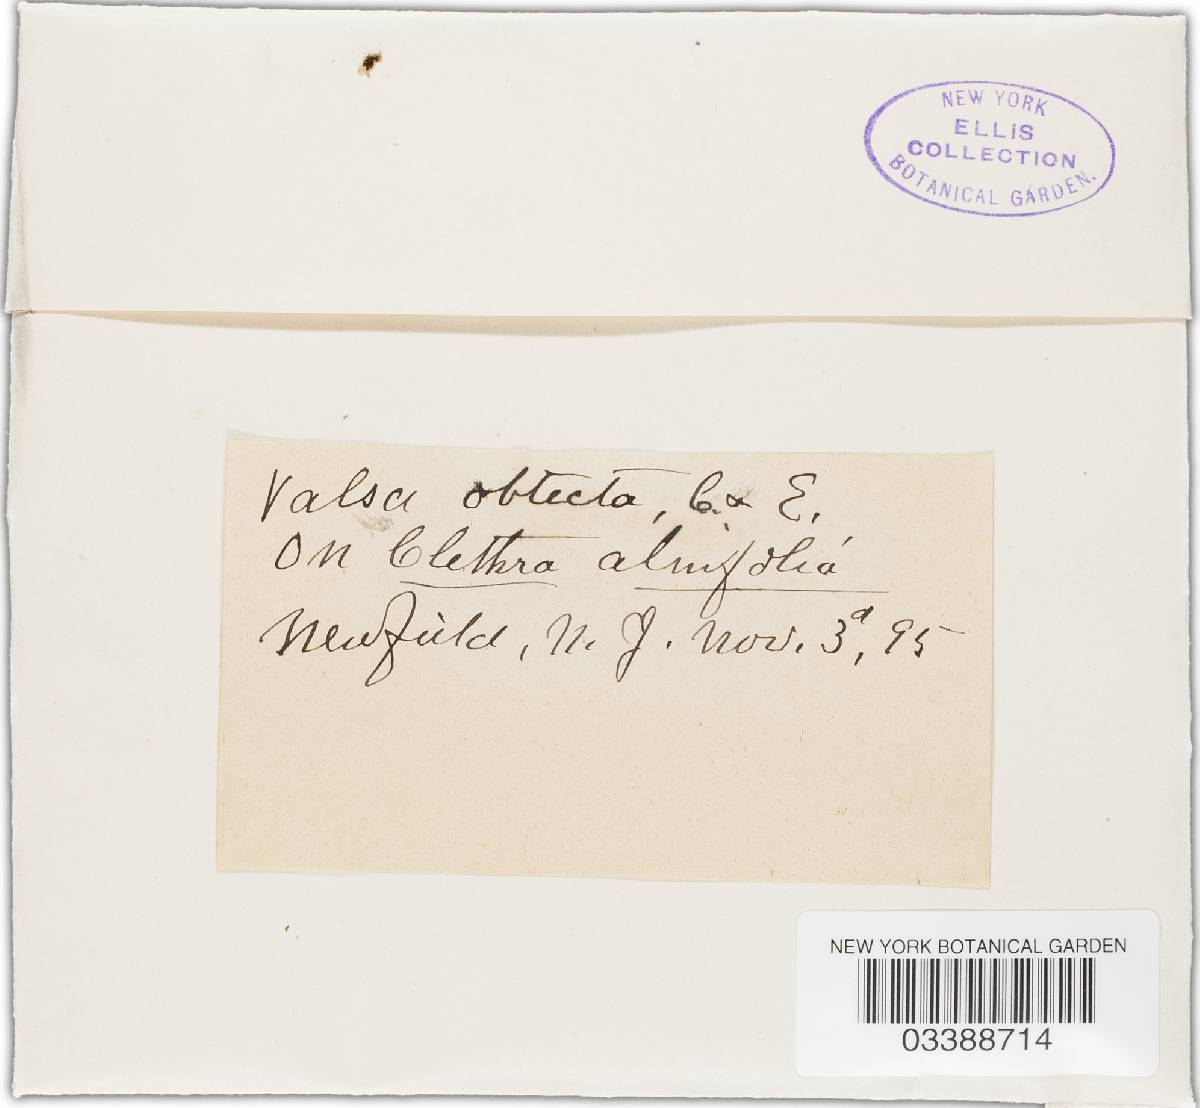 NEW YORK
ELLIS
COLLECTION
BOTANICAL GARDEN.
Valsa obtecta, C. & E.
On Clethra alnifolia
Newfield, N. J. Nov. 3d, 95
NEW YORK BOTANICAL GARDEN
03388714